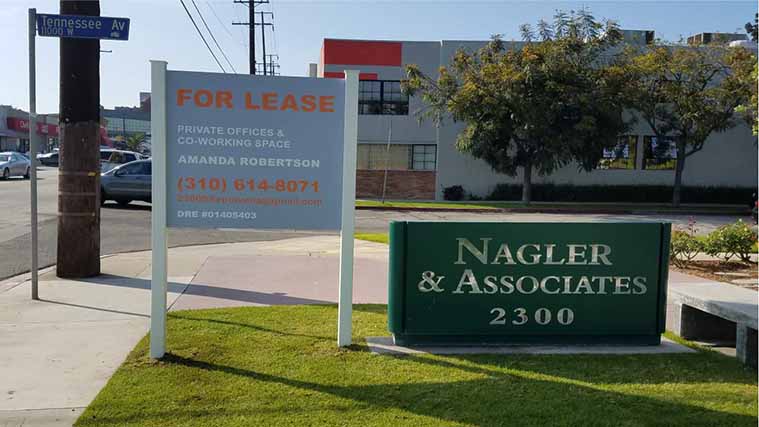 Tennessee Av
11000 W
FOR LEASE
PRIVATE OFFICES &
CO-WORKING SPACE
AMANDA ROBERTSON
(310) 614-8071
DRE #01405403
NAGLER
& ASSOCIATES
2300